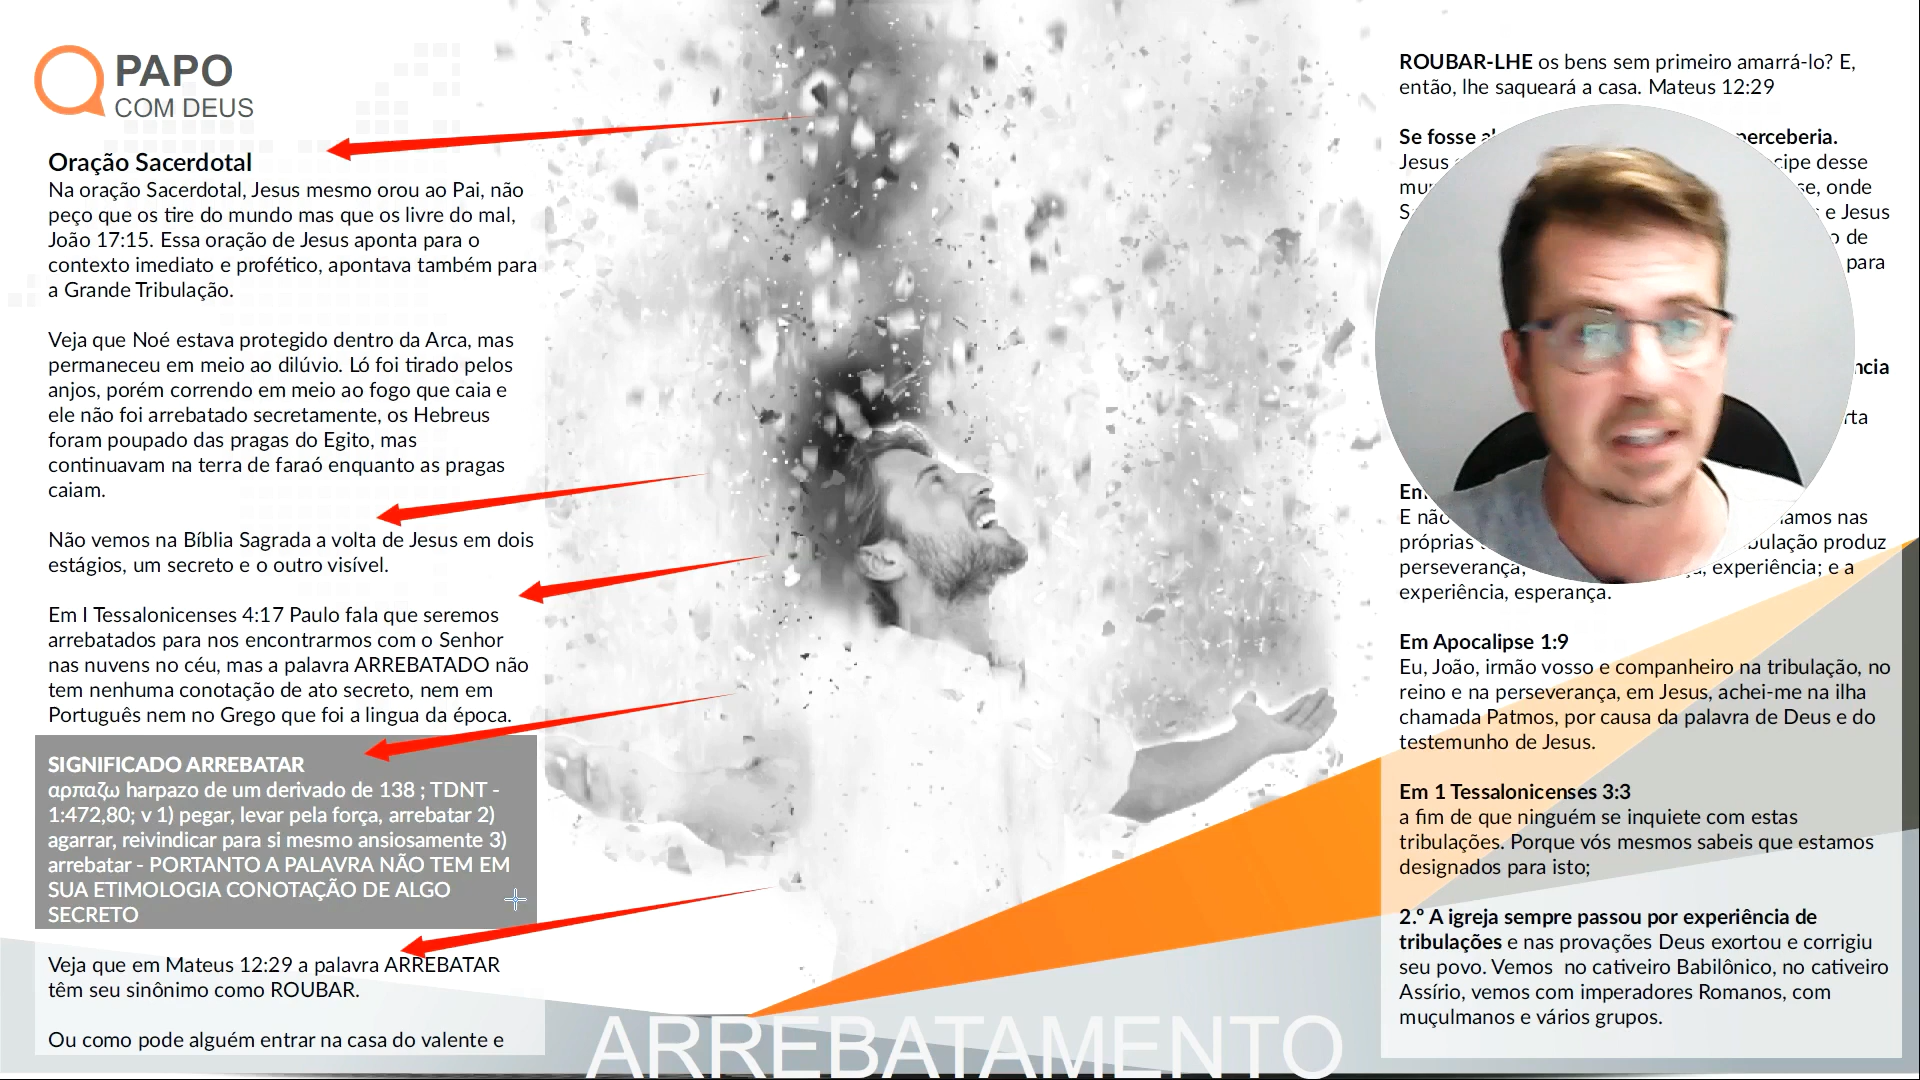 PAPO
COM DEUS
Oração Sacerdotal
Na oração Sacerdotal, Jesus mesmo orou ao Pai, não
peço que os tire do mundo mas que os livre do mal,
João 17:15. Essa oração de Jesus aponta para o
contexto imediato e profético, apontava também para
a Grande Tribulação.
Veja que Noé estava protegido dentro da Arca, mas
permaneceu em meio ao dilúvio. Ló foi tirado pelos
anjos, porém correndo em meio ao fogo que caia e
ele não foi arrebatado secretamente, os Hebreus
foram poupado das pragas do Egito, mas
continuavam na terra de faraó enquanto as pragas
caiam.
Não vemos na Bíblia Sagrada a volta de Jesus em dois
estágios, um secreto e o outro visível.
Em I Tessalonicenses 4:17 Paulo fala que seremos
arrebatados para nos encontrarmos com o Senhor
nas nuvens no céu, mas a palavra ARREBATADO não
tem nenhuma conotação de ato secreto, nem em
Português nem no Grego que foi a lingua da época.
SIGNIFICADO ARREBATAR
αρπαζω harpazo de um derivado de 138 ; TDNT -
1:472,80; v 1) pegar, levar pela força, arrebatar 2)
agarrar, reivindicar para si mesmo ansiosamente 3)
arrebatar - PORTANTO A PALAVRA NÃO TEM EM
SUA ETIMOLOGIA CONOTAÇÃO DE ALGO
SECRETO
Veja que em Mateus 12:29 a palavra ARREBATAR
têm seu sinônimo como ROUBAR.
Ou como pode alguém entrar na casa do valente e
ROUBAR-LHE os bens sem primeiro amarrá-lo? E,
então, lhe saqueará a casa. Mateus 12:29
Se fosse perceberia.
Jesus desse
onde
e Jesus
de
para
Em
E não nas
próprias produz
perseverança, experiência; e a
experiência, esperança.
Em Apocalipse 1:9
Eu, João, irmão vosso e companheiro na tribulação, no
reino e na perseverança, em Jesus, achei-me na ilha
chamada Patmos, por causa da palavra de Deus e do
testemunho de Jesus.
Em 1 Tessalonicenses 3:3
a fim de que ninguém se inquiete com estas
tribulações. Porque vós mesmos sabeis que estamos
designados para isto;
2.º A igreja sempre passou por experiência de
tribulações e nas provações Deus exortou e corrigiu
seu povo. Vemos no cativeiro Babilônico, no cativeiro
Assírio, vemos com imperadores Romanos, com
muçulmanos e vários grupos.
ARREBATAMENTO